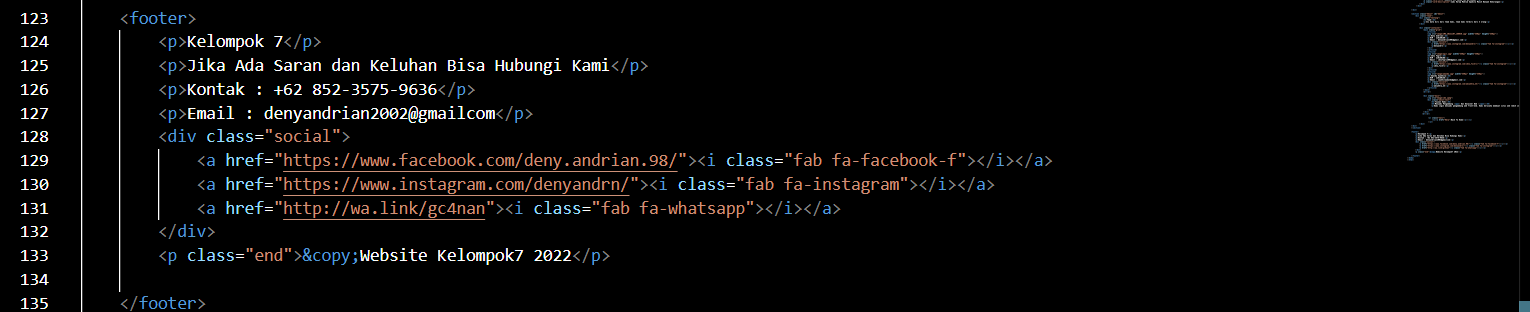 123 <footer>
124 <p>Kelompok 7</p>
125 <p>Jika Ada Saran dan Keluhan Bisa Hubungi Kami</p>
126 <p>Kontak : +62 852-3575-9636</p>
127 <p>Email : denyandrian2002@gmailcom</p>
128 <div class="social">
129 <a href="https://www.facebook.com/deny.andrian.98/"><i class="fab fa-facebook-f"></i></a>
130 <a href="https://www.instagram.com/denyandrn/"><i class="fab fa-instagram"></i></a>
131 <a href="http://wa.link/gc4nan"><i class="fab fa-whatsapp"></i></a>
132 </div>
133 <p class="end">&copy;Website Kelompok7 2022</p>
134
135 </footer>